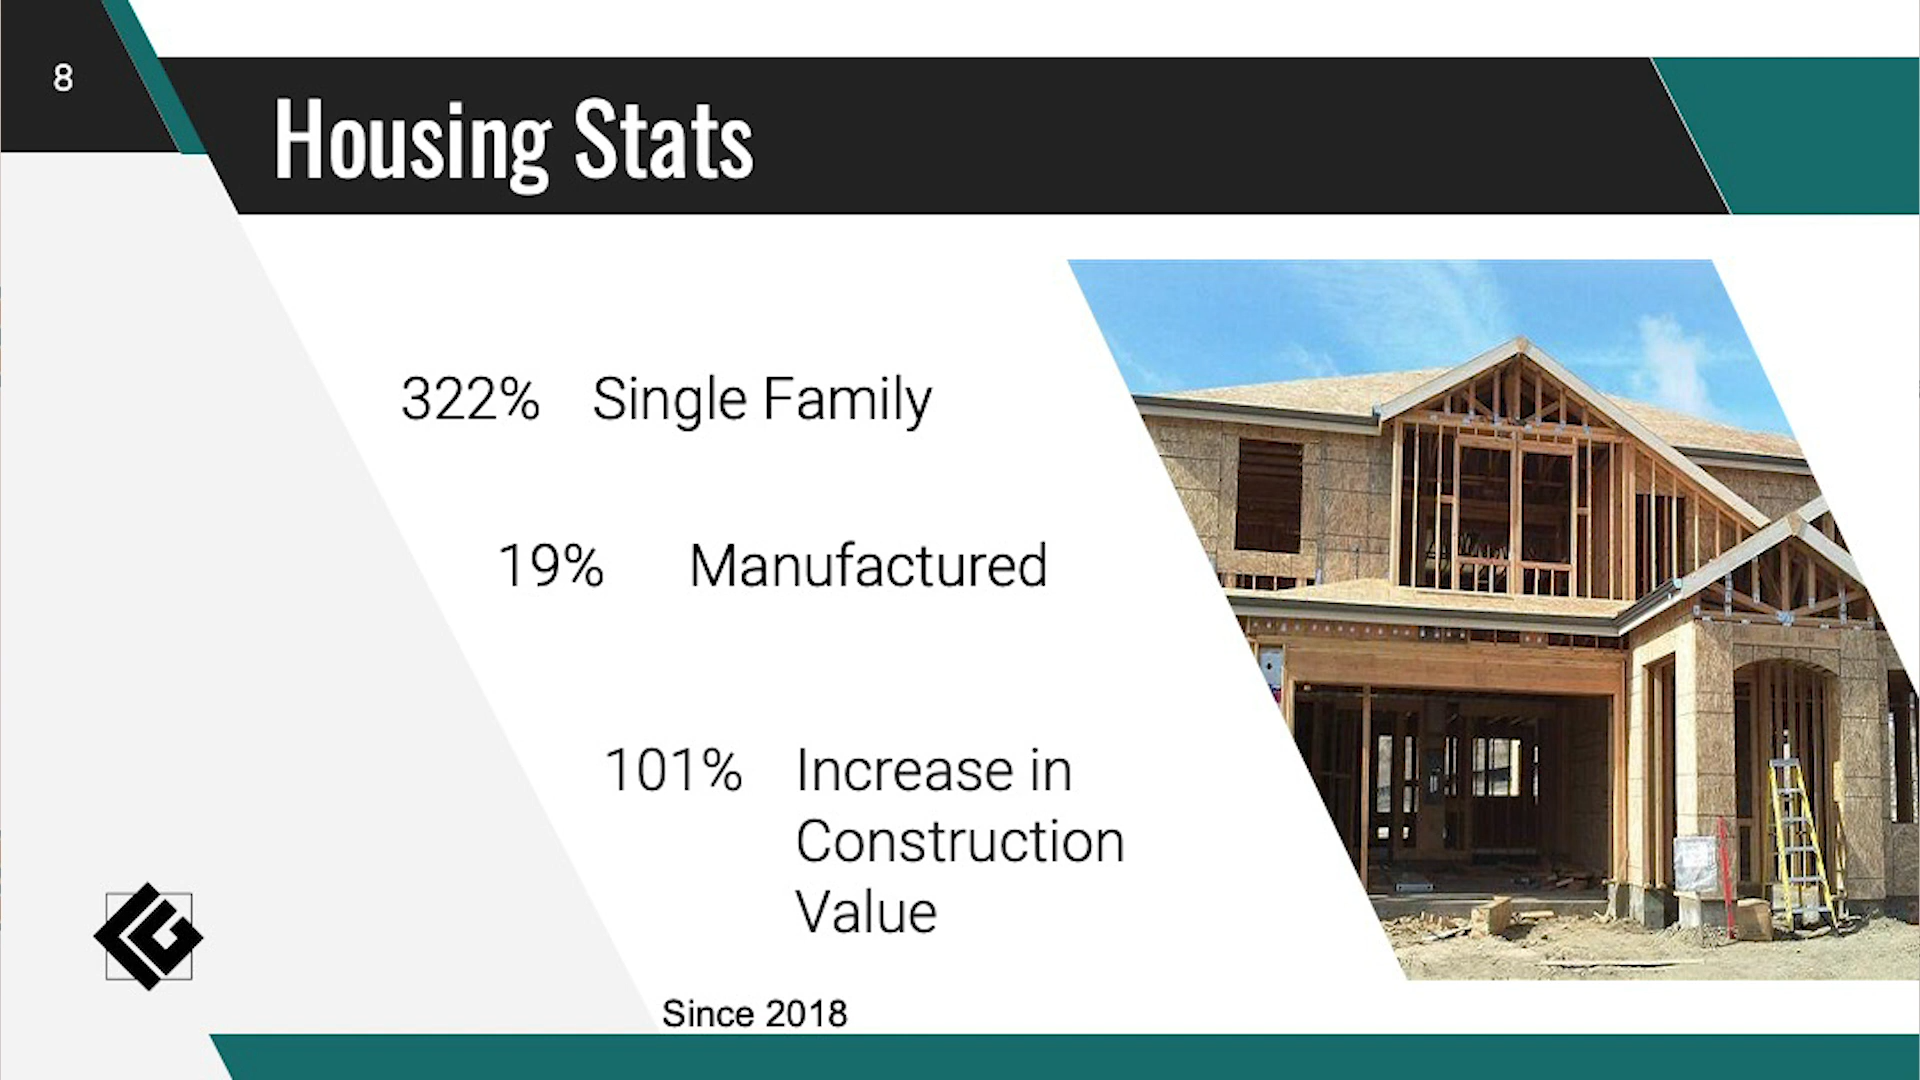 8
Housing Stats
322% Single Family
19% Manufactured
101% Increase in
Construction
Value
Since 2018